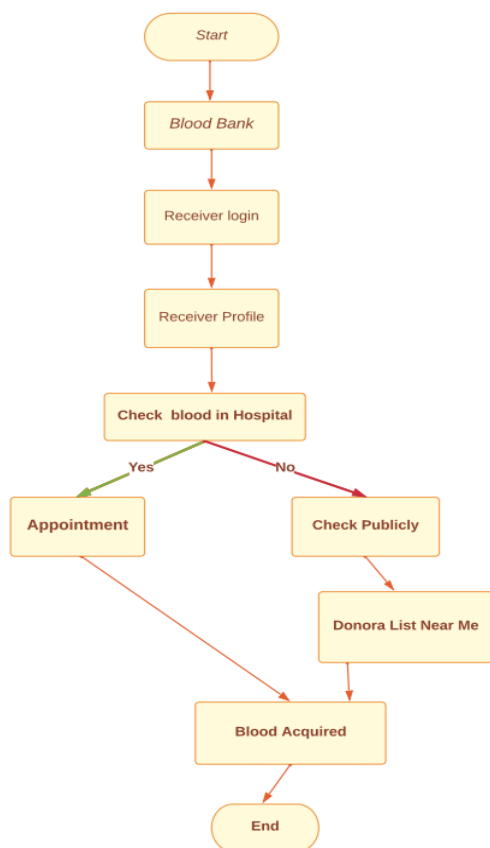 Start
Blood Bank
Receiver login
Receiver Profile
Check blood in Hospital
Yes
No
Appointment
Check Publicly
Donora List Near Me
Blood Acquired
End